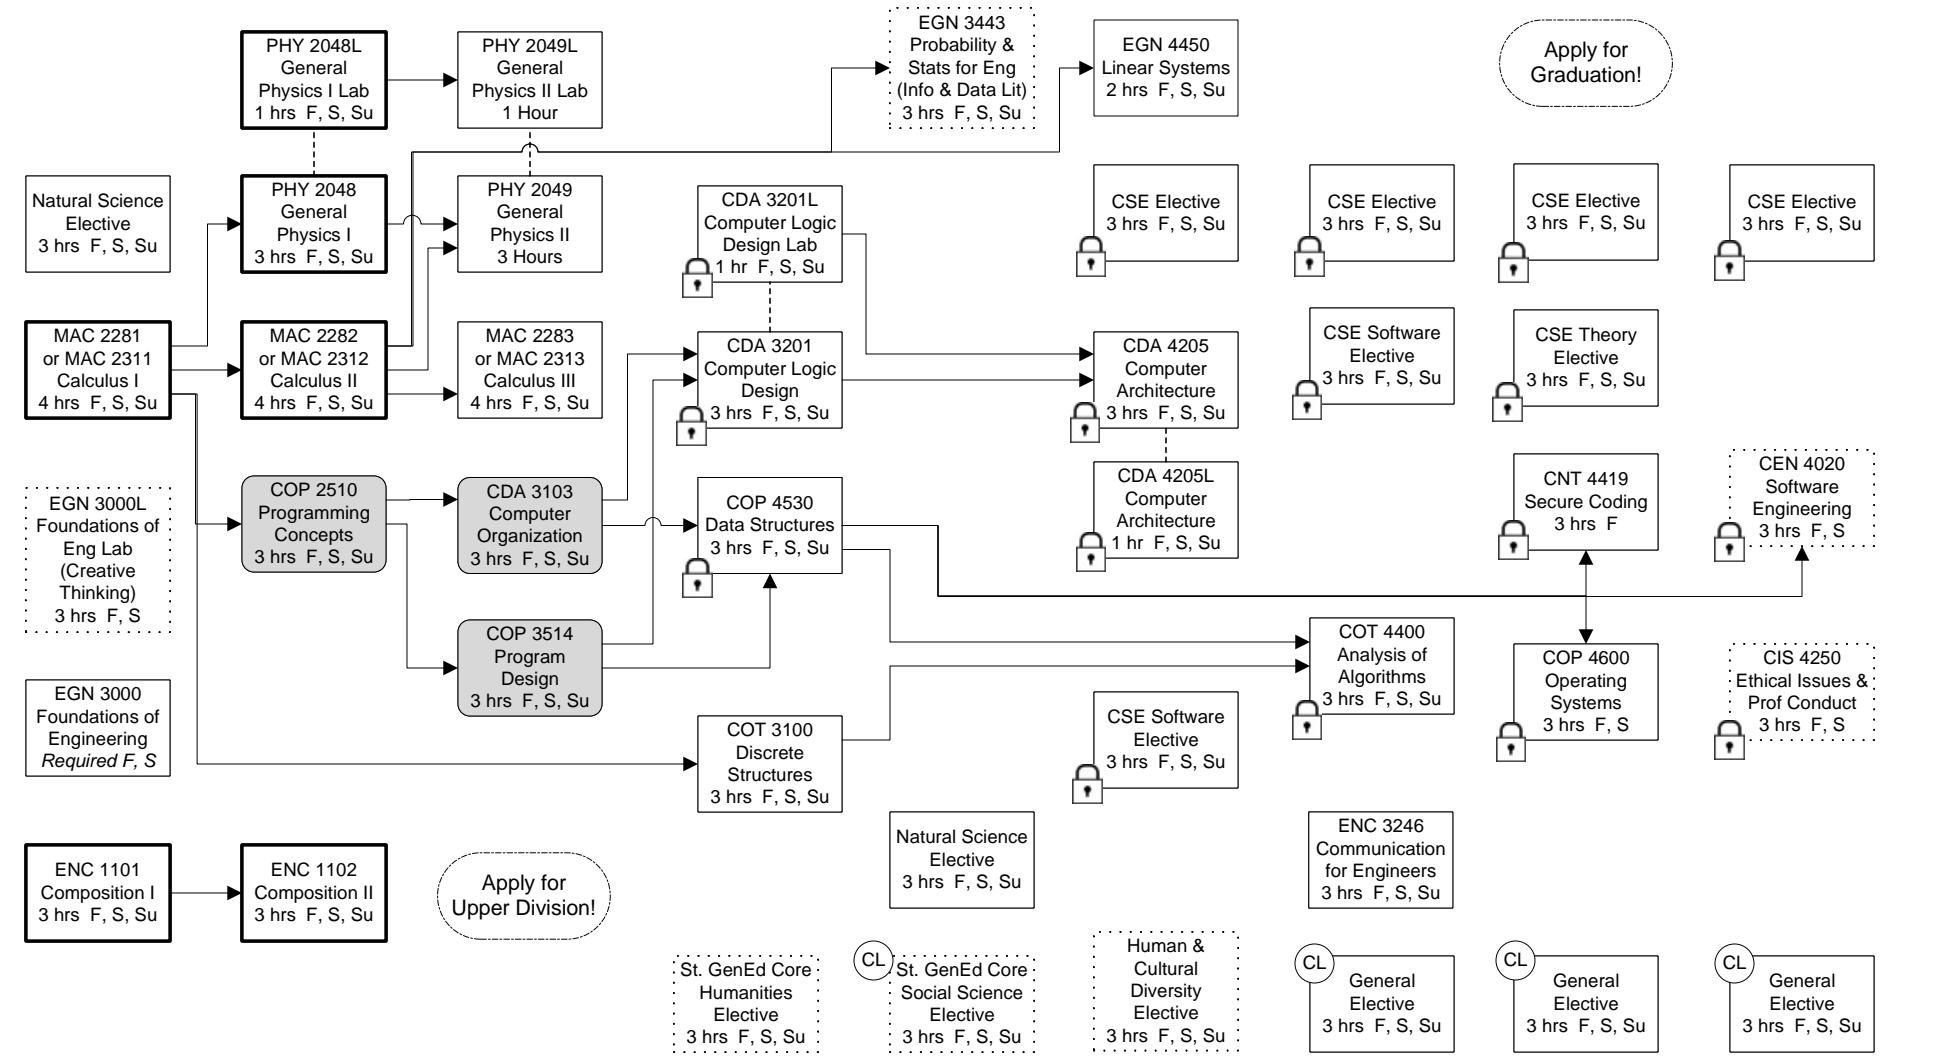 PHY 2048L
General
Physics I Lab
1 hrs F, S, Su
PHY 2049L
General
Physics II Lab
1 Hour
EGN 3443
Probability &
Stats for Eng
(Info & Data Lit)
3 hrs F, S, Su
EGN 4450
Linear Systems
2 hrs F, S, Su
Apply for
Graduation!
Natural Science
Elective
3 hrs F, S, Su
PHY 2048
General
Physics I
3 hrs F, S, Su
PHY 2049
General
Physics II
3 Hours
CDA 3201L
Computer Logic
Design Lab
1 hr F, S, Su
CSE Elective
3 hrs F, S, Su
CSE Elective
3 hrs F, S, Su
CSE Elective
3 hrs F, S, Su
CSE Elective
3 hrs F, S, Su
MAC 2281
or MAC 2311
Calculus I
4 hrs F, S, Su
MAC 2282
or MAC 2312
Calculus II
4 hrs F, S, Su
MAC 2283
or MAC 2313
Calculus III
4 hrs F, S, Su
CDA 3201
Computer Logic
Design
3 hrs F, S, Su
CDA 4205
Computer
Architecture
3 hrs F, S, Su
CSE Software
Elective
3 hrs F, S, Su
CSE Theory
Elective
3 hrs F, S, Su
EGN 3000L
Foundations of
Eng Lab
(Creative
Thinking)
3 hrs F, S
COP 2510
Programming
Concepts
3 hrs F, S, Su
CDA 3103
Computer
Organization
3 hrs F, S, Su
COP 4530
Data Structures
3 hrs F, S, Su
CDA 4205L
Computer
Architecture
1 hr F, S, Su
CNT 4419
Secure Coding
3 hrs F
CEN 4020
Software
Engineering
3 hrs F, S
COP 3514
Program
Design
3 hrs F, S, Su
COT 4400
Analysis of
Algorithms
3 hrs F, S, Su
COP 4600
Operating
Systems
3 hrs F, S
CIS 4250
Ethical Issues &
Prof Conduct
3 hrs F, S
EGN 3000
Foundations of
Engineering
Required F, S
COT 3100
Discrete
Structures
3 hrs F, S, Su
CSE Software
Elective
3 hrs F, S, Su
ENC 1101
Composition I
3 hrs F, S, Su
ENC 1102
Composition II
3 hrs F, S, Su
Apply for
Upper Division!
Natural Science
Elective
3 hrs F, S, Su
ENC 3246
Communication
for Engineers
3 hrs F, S, Su
St. GenEd Core
Humanities
Elective
3 hrs F, S, Su
CL
St. GenEd Core
Social Science
Elective
3 hrs F, S, Su
Human &
Cultural
Diversity
Elective
3 hrs F, S, Su
CL
General
Elective
3 hrs F, S, Su
CL
General
Elective
3 hrs F, S, Su
CL
General
Elective
3 hrs F, S, Su